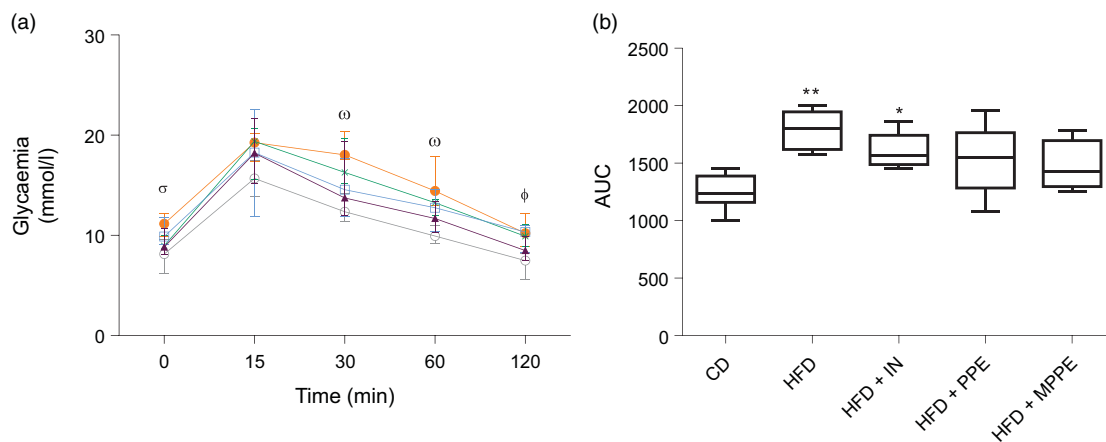 (a)
30
20
10
0
Glycaemia
(mmol/l)
σ
ω
ω
ϕ
0 15 30 60 120
Time (min)
(b)
2500
2000
1500
1000
500
0
AUC
**
*
CD
HFD
HFD + IN
HFD + PPE
HFD + MPPE